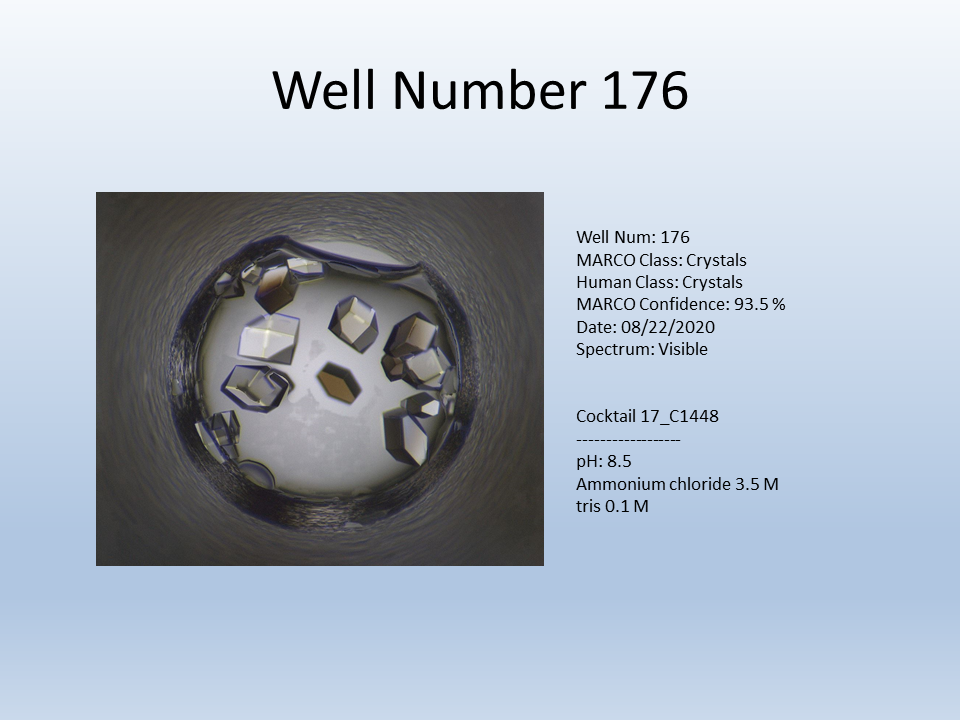 Well Number 176
Well Num: 176
MARCO Class: Crystals
Human Class: Crystals
MARCO Confidence: 93.5 %
Date: 08/22/2020
Spectrum: Visible
Cocktail 17_C1448
------------------
pH: 8.5
Ammonium chloride 3.5 M
tris 0.1 M